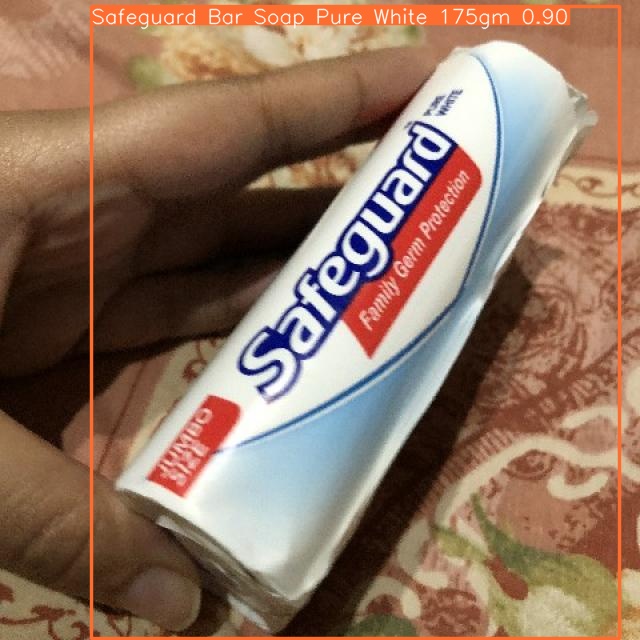 Safeguard Bar Soap Pure White 175gm 0.90
PURE
WHITE
Safeguard
Family Germ Protection
JUMBO
SIZE